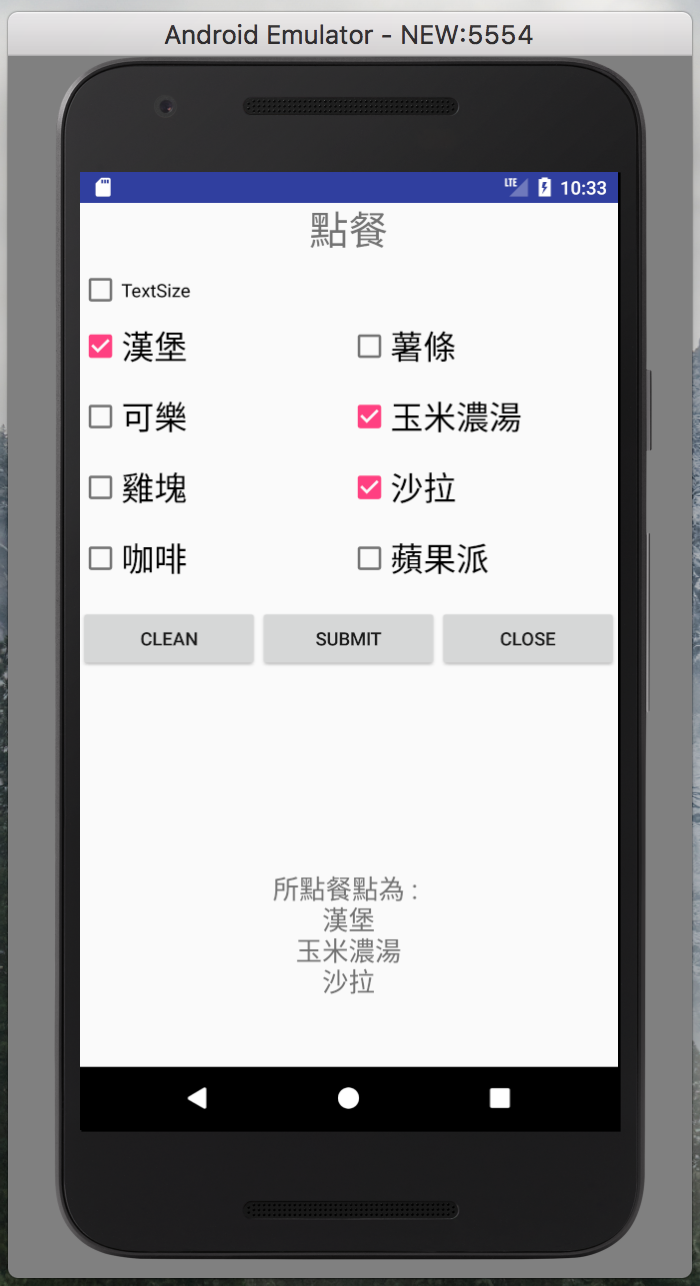 Android Emulator - NEW:5554
LTE 10:33
點餐
TextSize
漢堡 薯條
可樂 玉米濃湯
雞塊 沙拉
咖啡 蘋果派
CLEAN SUBMIT CLOSE
所點餐點為 :
漢堡
玉米濃湯
沙拉